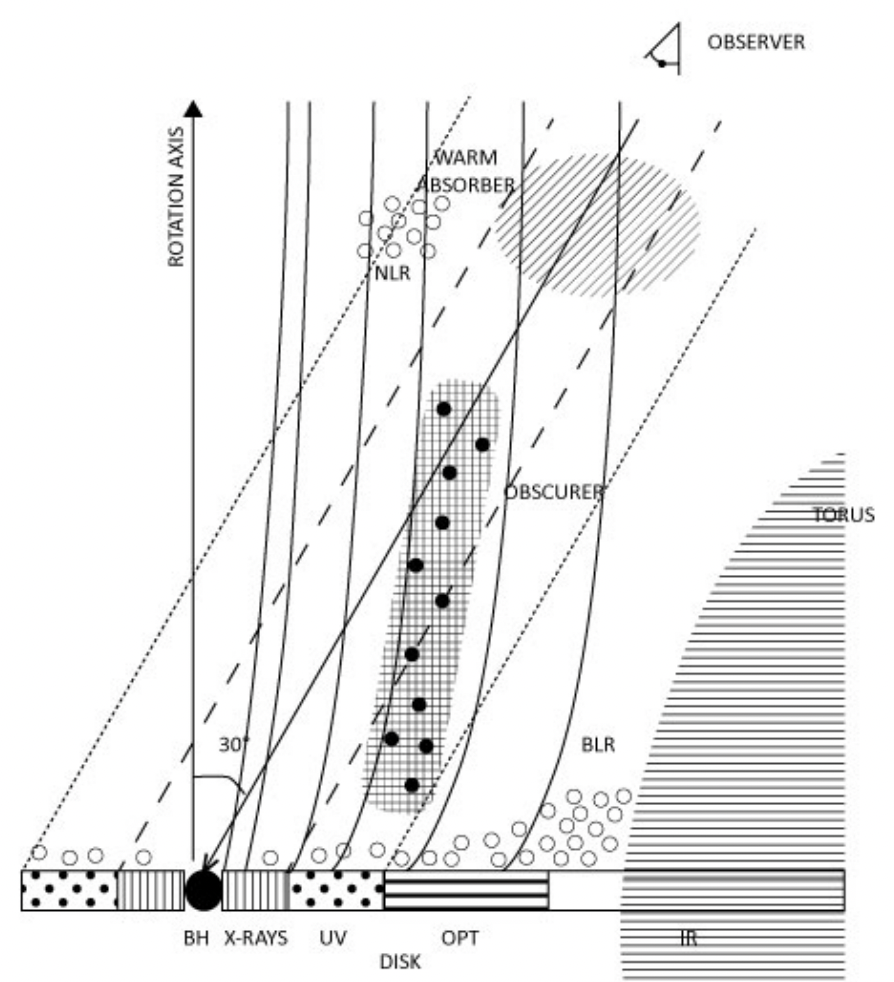 OBSERVER
ROTATION AXIS
WARM
ABSORBER
NLR
OBSCURER
TORUS
30°
BLR
BH X-RAYS UV OPT IR
DISK